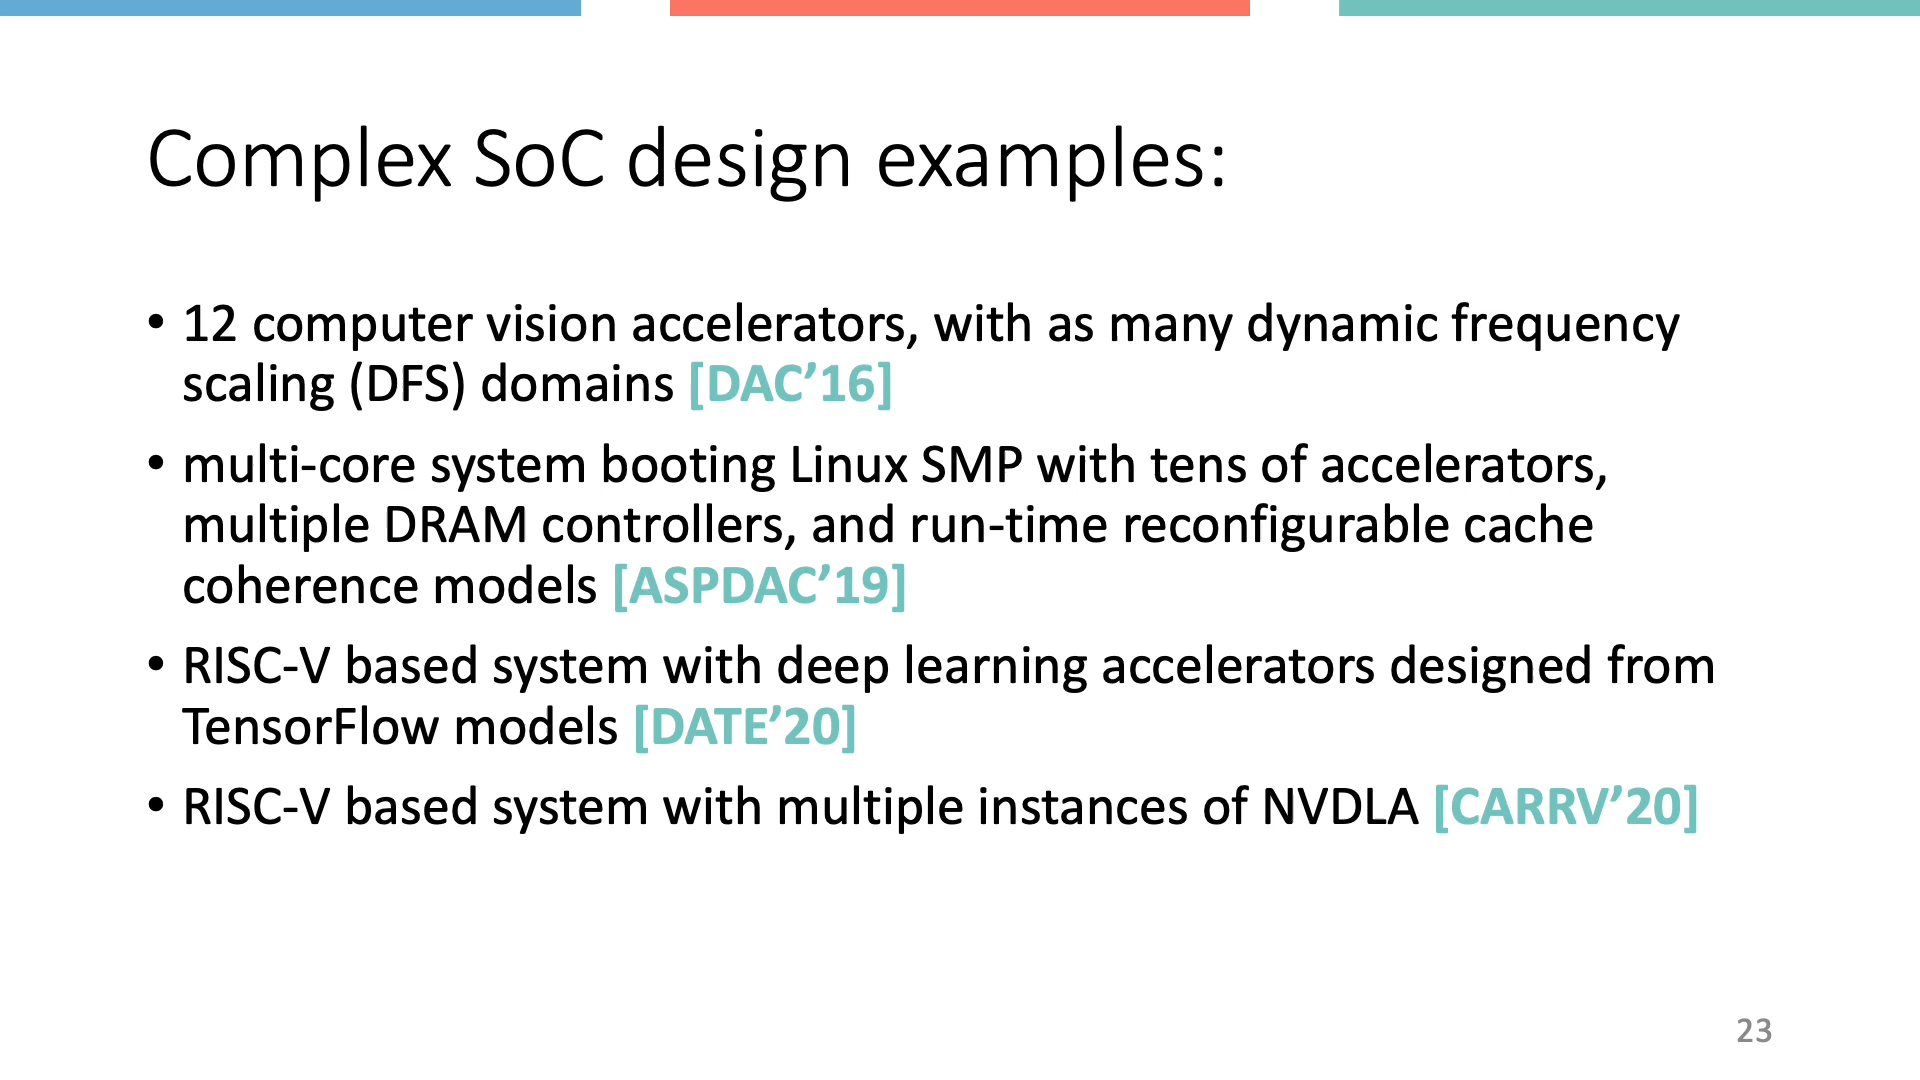 Complex SoC design examples:
• 12 computer vision accelerators, with as many dynamic frequency
scaling (DFS) domains [DAC’16]
• multi-core system booting Linux SMP with tens of accelerators,
multiple DRAM controllers, and run-time reconfigurable cache
coherence models [ASPDAC’19]
• RISC-V based system with deep learning accelerators designed from
TensorFlow models [DATE’20]
• RISC-V based system with multiple instances of NVDLA [CARRV’20]
23